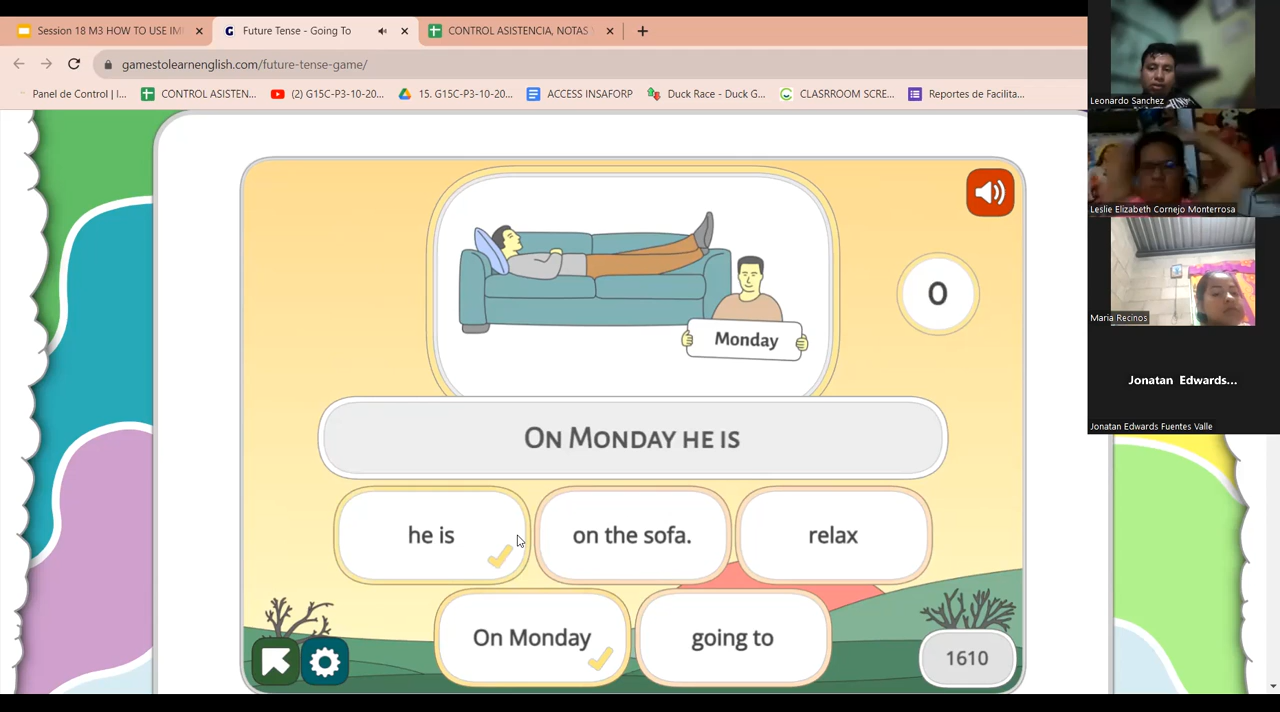 Session 18 M3 HOW TO USE IM
Future Tense - Going To
CONTROL ASISTENCIA, NOTAS Y
gamestolearnenglish.com/future-tense-game/
Panel de Control | I...
CONTROL ASISTEN...
(2) G15C-P3-10-20...
15. G15C-P3-10-20...
ACCESS INSAFORP
Duck Race - Duck G...
CLASRROOM SCRE...
Reportes de Facilita...
Leonardo Sanchez
Leslie Elizabeth Cornejo Monterrosa
Maria Recinos
Jonatan Edwards...
Jonatan Edwards Fuentes Valle
Monday
0
ON MONDAY HE IS
he is
on the sofa.
relax
On Monday
going to
1610